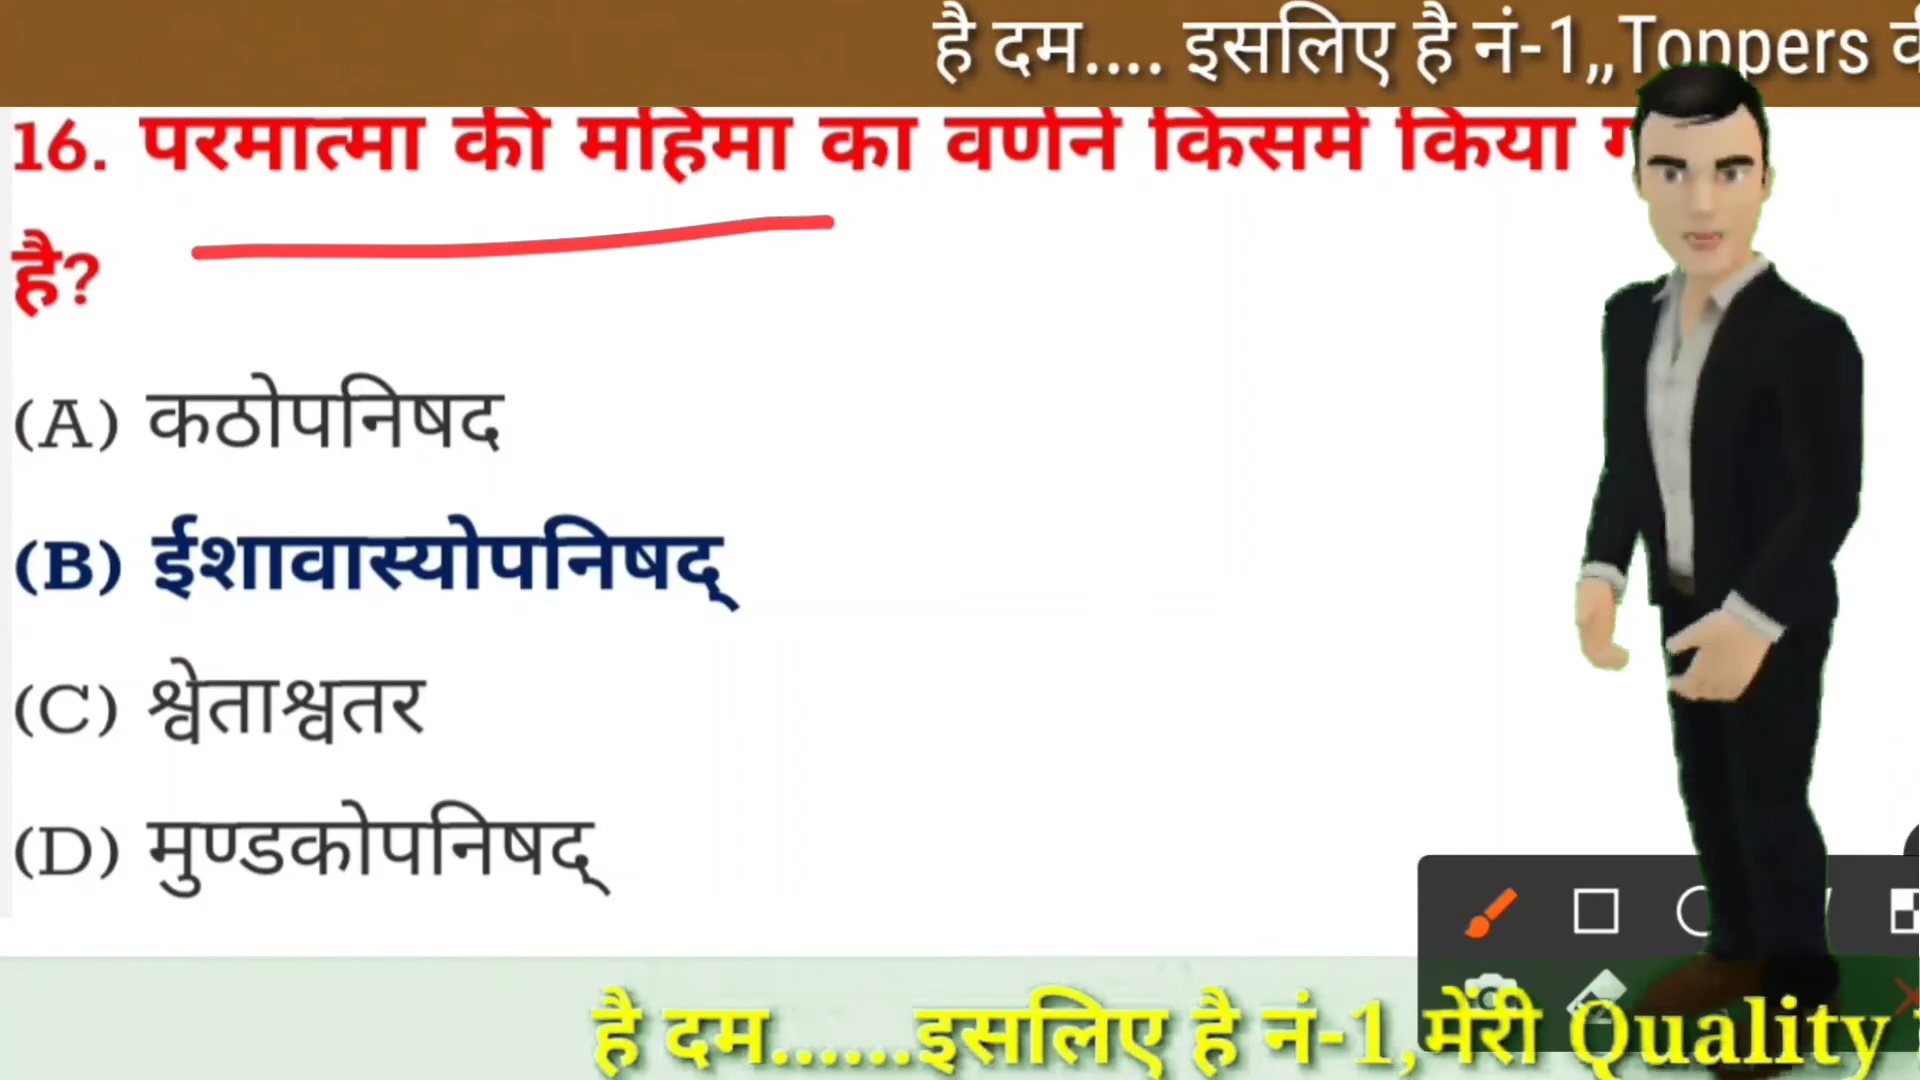 है दम.... इसलिए है नं-1,,Toppers
16. परमात्मा की महिमा का वर्णन किसमें किया
है?
(A) कठोपनिषद
(B) ईशावास्योपनिषद्
(C) श्वेताश्वतर
(D) मुण्डकोपनिषद्
है दम......इसलिए है नं-1,मेंरी Quality